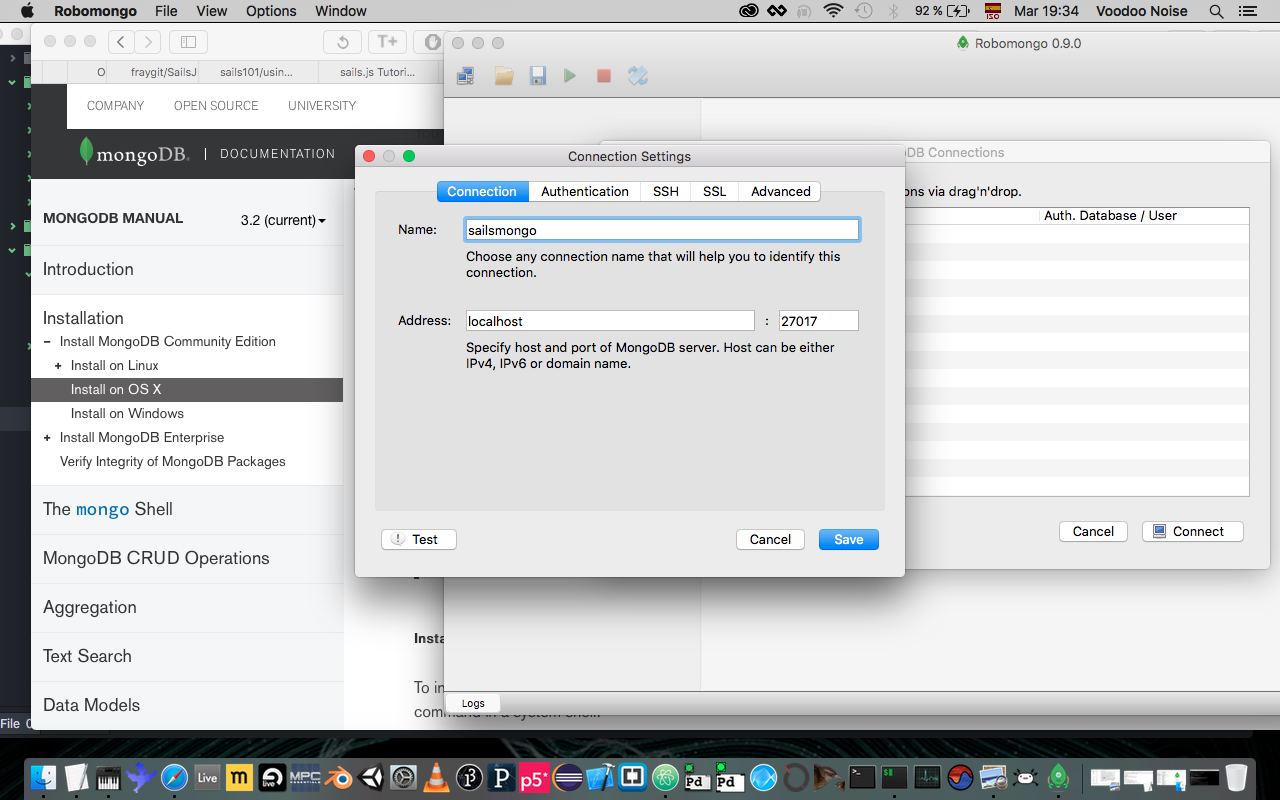 Robomongo File View Options Window
92 % ISO Mar 19:34 Voodoo Noise
T+
Robomongo 0.9.0
O fraygit/SailsJ sails101/usin... sails.js Tutori...
COMPANY OPEN SOURCE UNIVERSITY
mongoDB. | DOCUMENTATION
MONGODB MANUAL 3.2 (current)
Introduction
Installation
− Install MongoDB Community Edition
+ Install on Linux
Install on OS X
Install on Windows
+ Install MongoDB Enterprise
Verify Integrity of MongoDB Packages
The mongo Shell
MongoDB CRUD Operations
Aggregation
Text Search
Data Models
Insta
To in
File 0
Connection Settings
Connection Authentication SSH SSL Advanced
Name: sailsmongo
Choose any connection name that will help you to identify this
connection.
Address: localhost : 27017
Specify host and port of MongoDB server. Host can be either
IPv4, IPv6 or domain name.
Test Cancel Save
DB Connections
ons via drag'n'drop.
Auth. Database / User
Cancel Connect
Logs
Live m live MPC P p5* Pd Pd